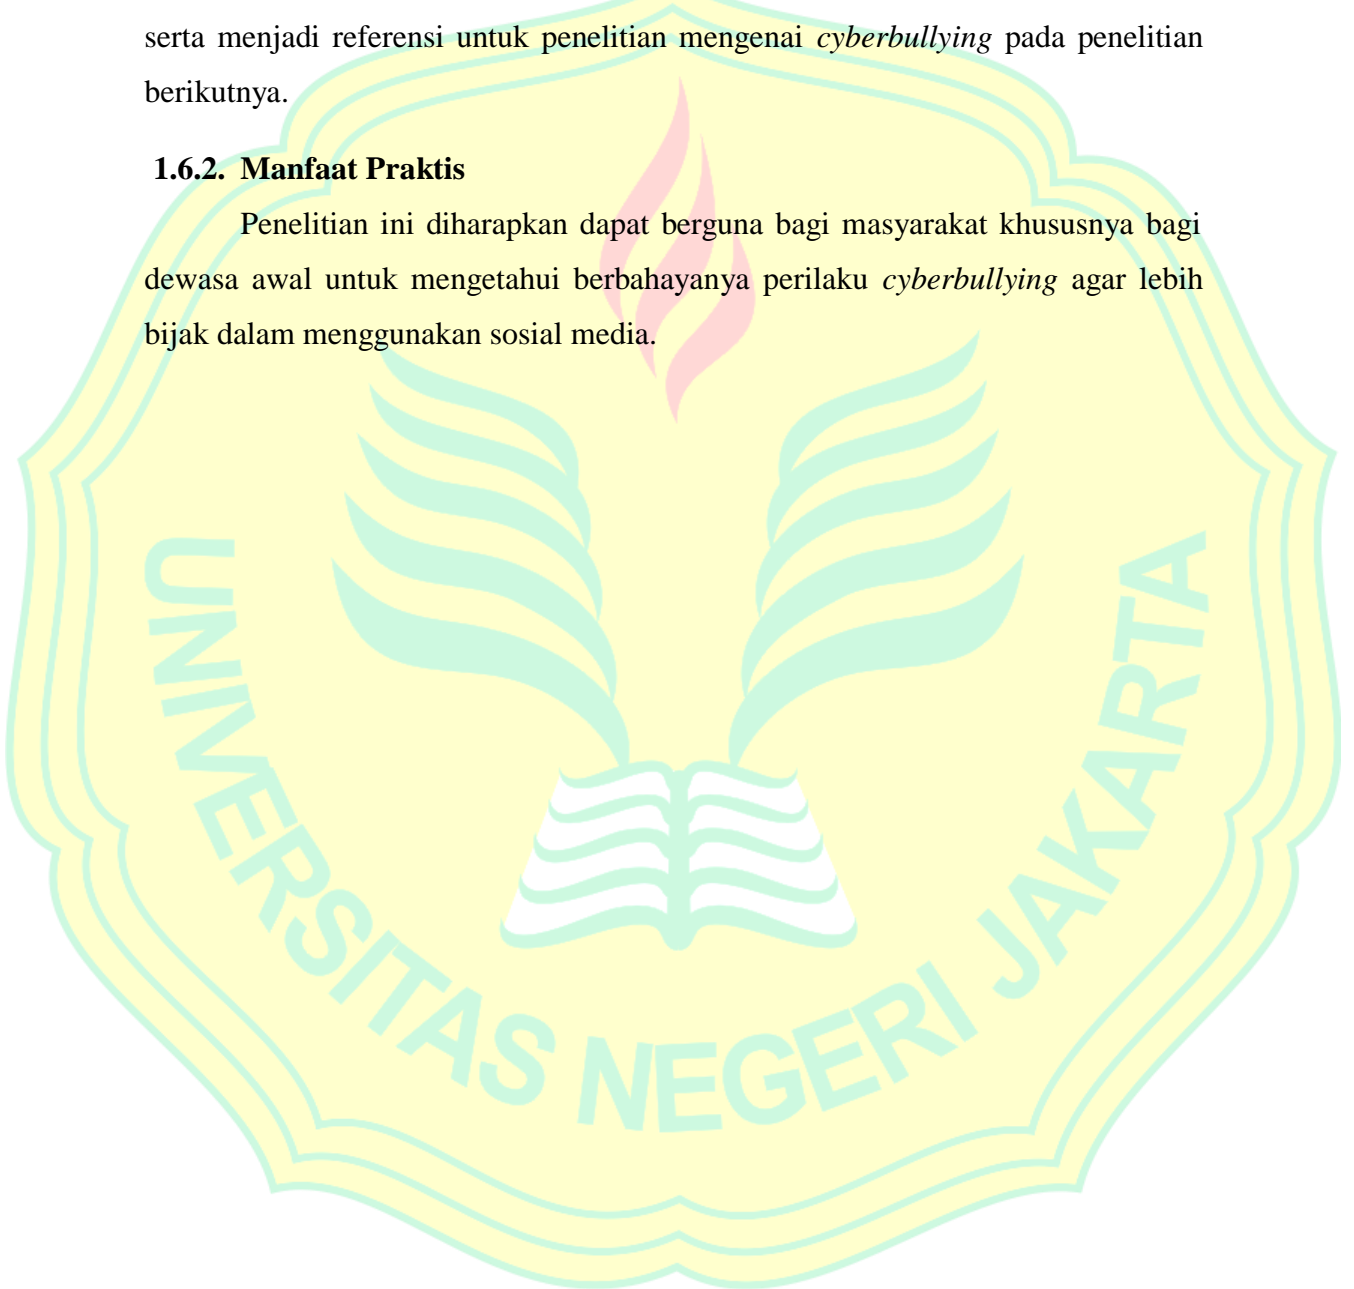 serta menjadi referensi untuk penelitian mengenai cyberbullying pada penelitian
berikutnya.
1.6.2. Manfaat Praktis
Penelitian ini diharapkan dapat berguna bagi masyarakat khususnya bagi
dewasa awal untuk mengetahui berbahayanya perilaku cyberbullying agar lebih
bijak dalam menggunakan sosial media.
UNIVERSITAS NEGERI JAKARTA